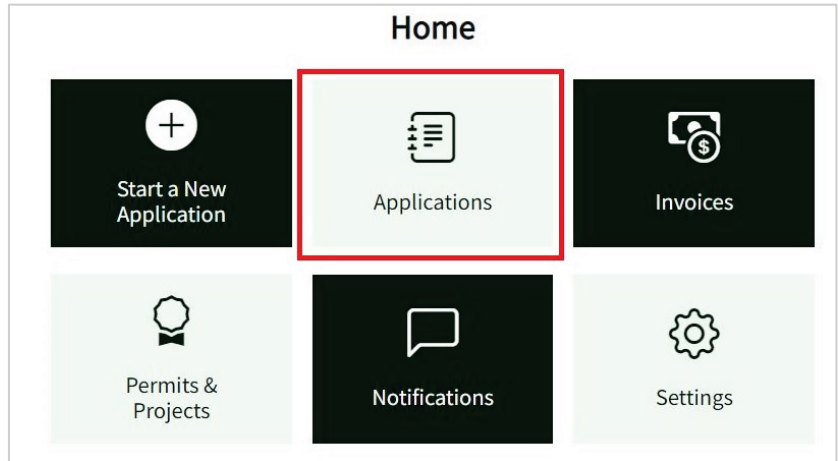 Home
Start a New
Application
Applications
Invoices
Permits &
Projects
Notifications
Settings